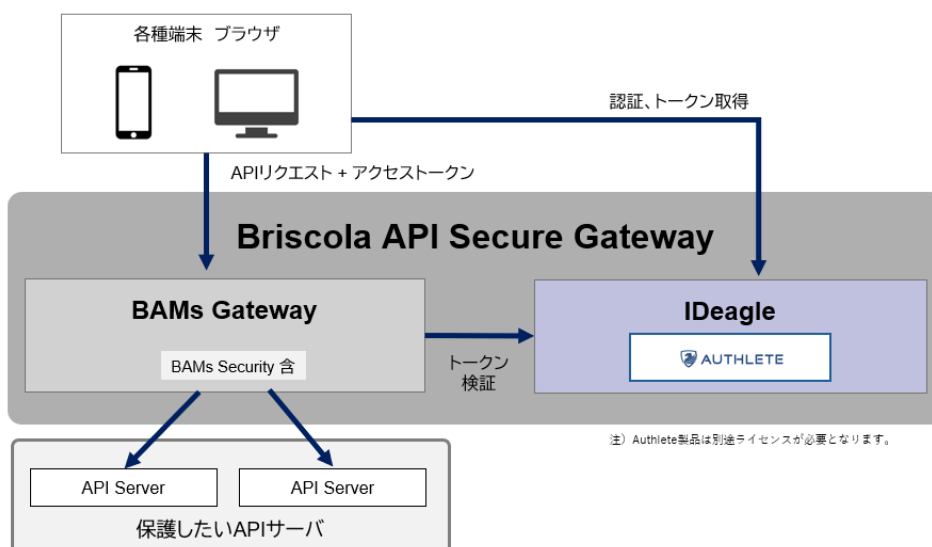 各種端末 ブラウザ
認証、トークン取得
APIリクエスト + アクセストークン
Briscola API Secure Gateway
BAMs Gateway
BAMs Security 含
トークン
検証
IDeagle
AUTHLETE
注）Authlete製品は別途ライセンスが必要となります。
API Server
API Server
保護したいAPIサーバ